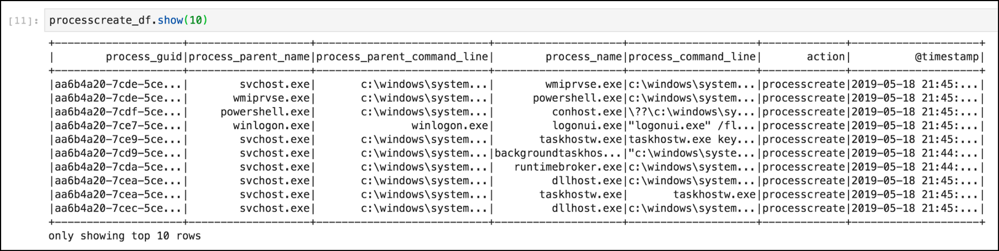 [11]: processcreate_df.show(10)
+--------------------+-------------------+---------------------------+--------------------+--------------------+-------------+--------------------+
|        process_guid|process_parent_name|process_parent_command_line|        process_name|process_command_line|       action|          @timestamp|
+--------------------+-------------------+---------------------------+--------------------+--------------------+-------------+--------------------+
|aa6b4a20-7cde-5ce...|        svchost.exe|       c:\windows\system...|        wmiprvse.exe|c:\windows\system...|processcreate|2019-05-18 21:45:...|
|aa6b4a20-7cde-5ce...|       wmiprvse.exe|       c:\windows\system...|      powershell.exe|c:\windows\system...|processcreate|2019-05-18 21:45:...|
|aa6b4a20-7cdf-5ce...|     powershell.exe|       c:\windows\system...|         conhost.exe|\??\c:\windows\sy...|processcreate|2019-05-18 21:45:...|
|aa6b4a20-7ce7-5ce...|       winlogon.exe|               winlogon.exe|         logonui.exe|"logonui.exe" /fl...|processcreate|2019-05-18 21:45:...|
|aa6b4a20-7ce9-5ce...|        svchost.exe|       c:\windows\system...|       taskhostw.exe|taskhostw.exe key...|processcreate|2019-05-18 21:45:...|
|aa6b4a20-7cd9-5ce...|        svchost.exe|       c:\windows\system...|backgroundtaskhos...|"c:\windows\syste...|processcreate|2019-05-18 21:44:...|
|aa6b4a20-7cda-5ce...|        svchost.exe|       c:\windows\system...|   runtimebroker.exe|c:\windows\system...|processcreate|2019-05-18 21:44:...|
|aa6b4a20-7cea-5ce...|        svchost.exe|       c:\windows\system...|         dllhost.exe|c:\windows\system...|processcreate|2019-05-18 21:45:...|
|aa6b4a20-7cea-5ce...|        svchost.exe|       c:\windows\system...|       taskhostw.exe|       taskhostw.exe|processcreate|2019-05-18 21:45:...|
|aa6b4a20-7cec-5ce...|        svchost.exe|       c:\windows\system...|         dllhost.exe|c:\windows\system...|processcreate|2019-05-18 21:45:...|
+--------------------+-------------------+---------------------------+--------------------+--------------------+-------------+--------------------+
only showing top 10 rows